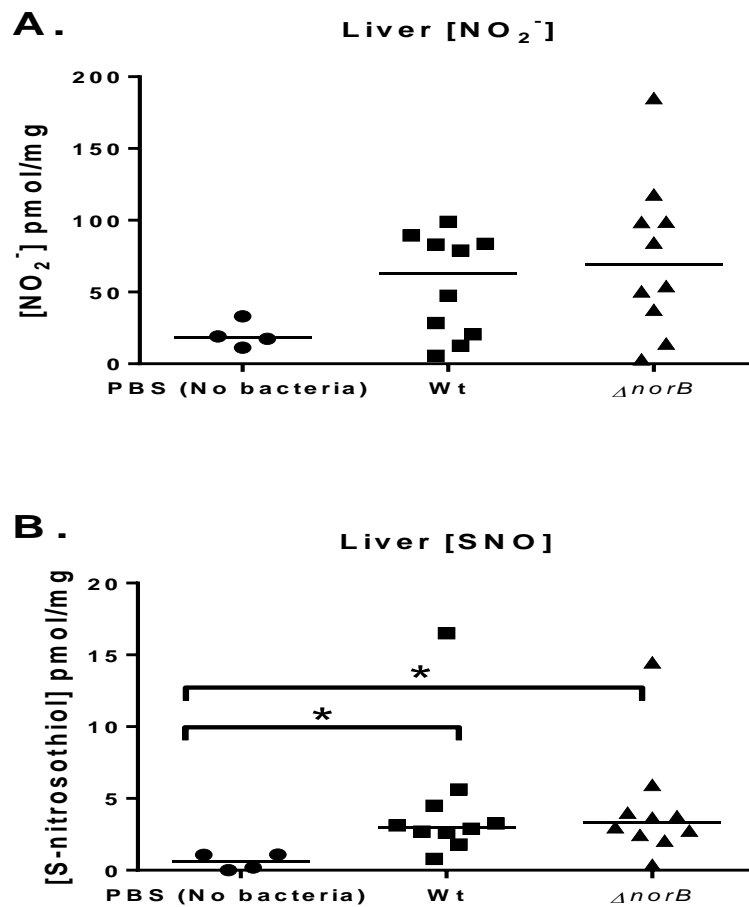 A.
Liver [NO₂⁻]
[NO₂⁻] pmol/mg
200
150
100
50
0
PBS (No bacteria) Wt ΔnorB
B.
Liver [SNO]
[S-nitrosothiol] pmol/mg
20
15
10
5
0
*
*
PBS (No bacteria) Wt ΔnorB